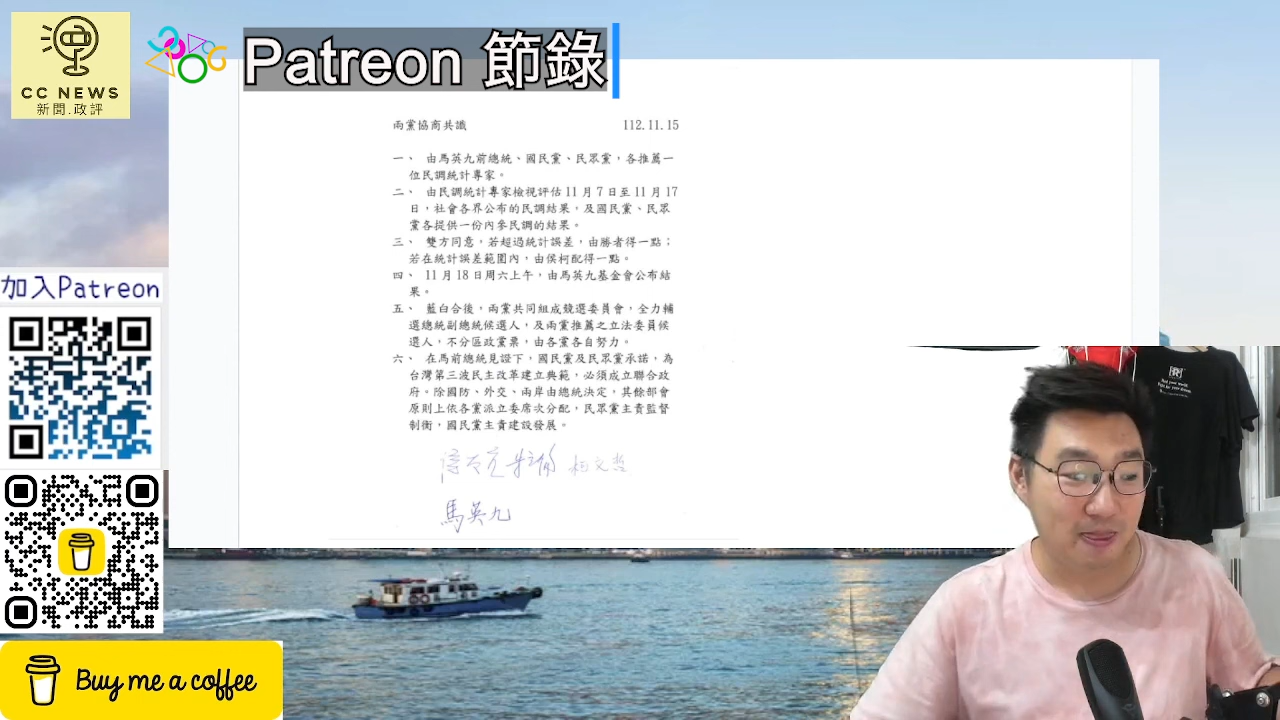 CC NEWS
新聞.政評
Patreon 節錄
兩黨協商共識 112.11.15
一、 由馬英九前總統、國民黨、民眾黨，各推薦一
位民調統計專家。
二、 由民調統計專家檢視評估11月7日至11月17
日，社會各界公布的民調結果，及國民黨、民眾
黨各提供一份內參民調的結果。
三、 雙方同意，若超過統計誤差，由勝者得一點；
若在統計誤差範圍內，由侯柯配得一點。
四、 11月18日周六上午，由馬英九基金會公布結
果。
五、 藍白合後，兩黨共同組成競選委員會，全力輔
選總統副總統候選人，及兩黨推薦之立法委員候
選人，不分區政黨票，由各黨各自努力。
六、 在馬前總統見證下，國民黨及民眾黨承諾，為
台灣第三波民主改革建立典範，必須成立聯合政
府。除國防、外交、兩岸由總統決定，其餘部會
原則上依各黨派立委席次分配，民眾黨主責監督
制衡，國民黨主責建設發展。
柯文哲
馬英九
加入Patreon
Buy me a coffee